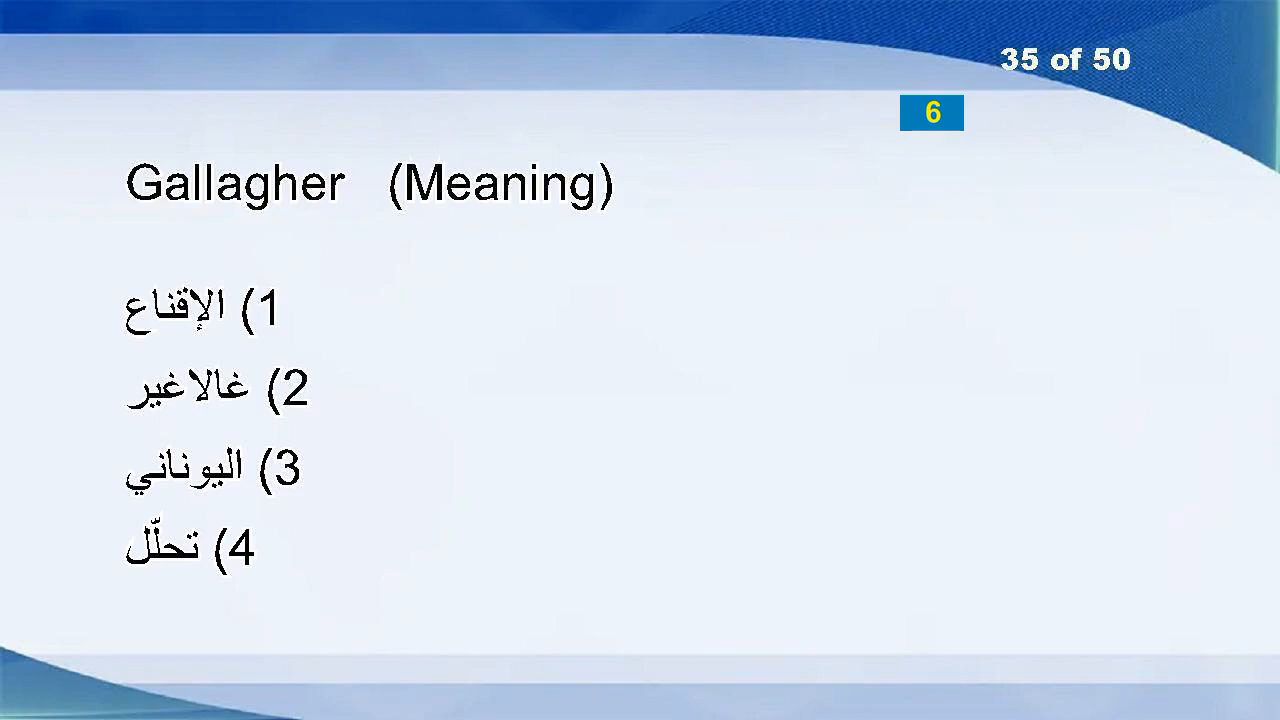 35 of 50
6
Gallagher (Meaning)
1) الإقناع
2) غالاغير
3) اليوناني
4) تحلّل